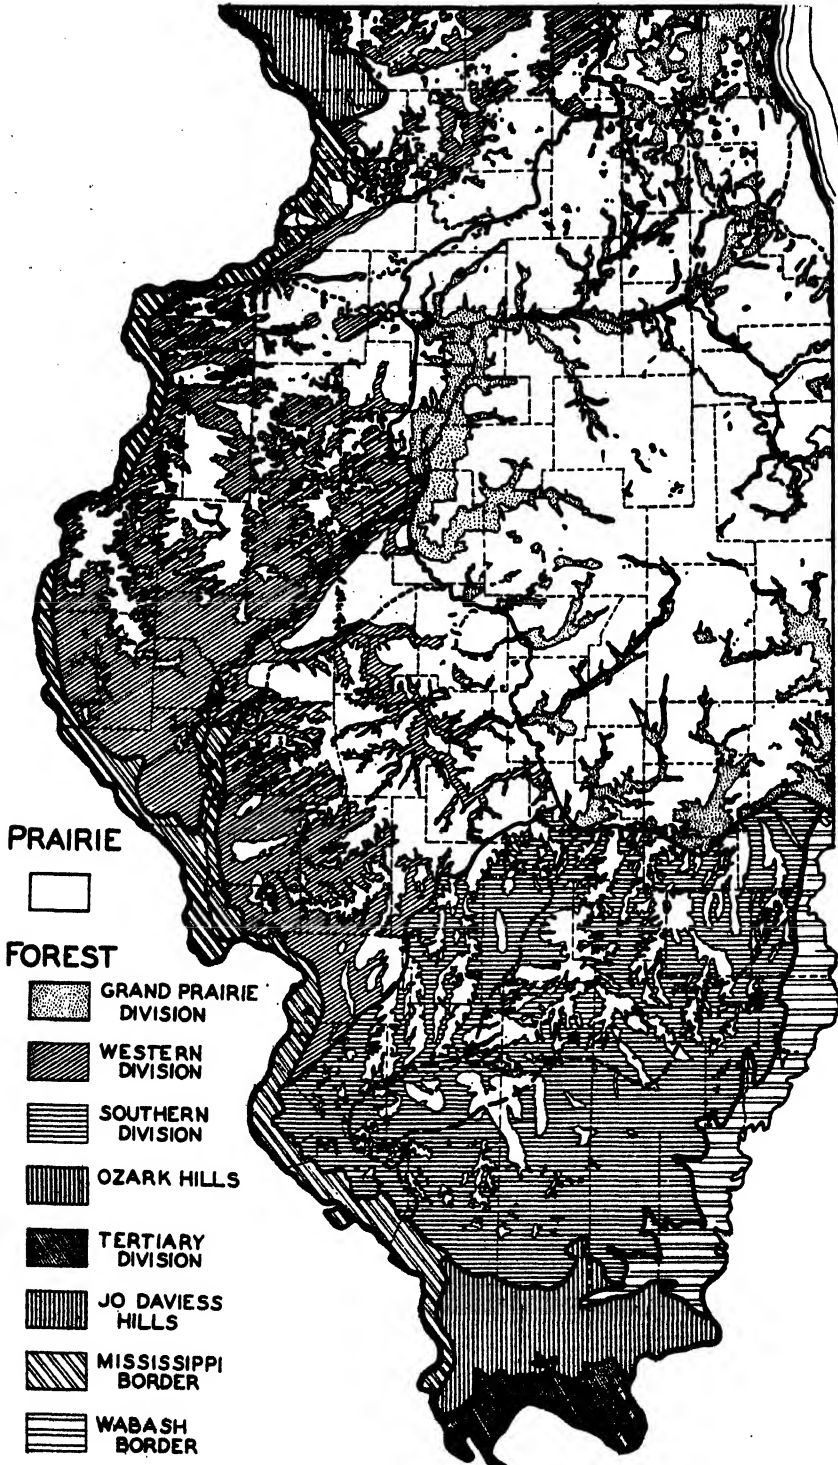 PRAIRIE
FOREST
GRAND PRAIRIE
DIVISION
WESTERN
DIVISION
SOUTHERN
DIVISION
OZARK HILLS
TERTIARY
DIVISION
JO DAVIESS
HILLS
MISSISSIPPI
BORDER
WABASH
BORDER